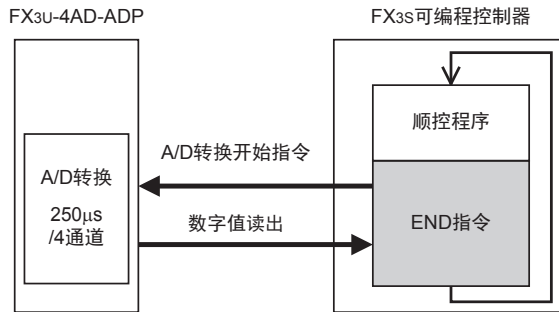 FX3U-4AD-ADP
FX3S可编程控制器
顺控程序
A/D转换开始指令
A/D转换
250μs
/4通道
数字值读出
END指令